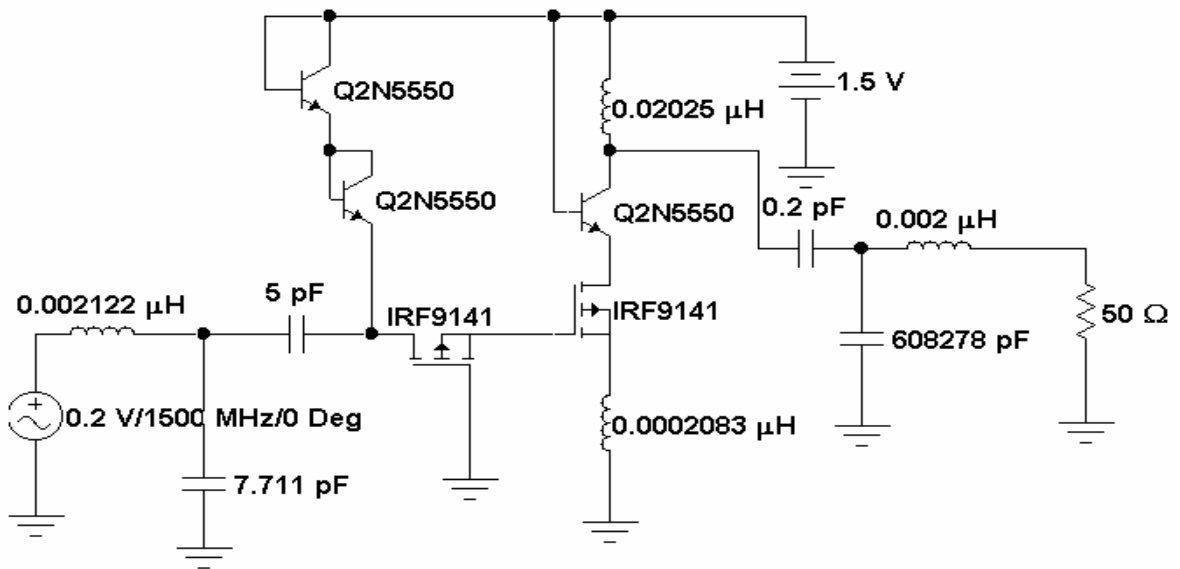 Q2N5550
1.5 V
0.02025 µH
Q2N5550
Q2N5550
0.2 pF
0.002 µH
0.002122 µH
5 pF
IRF9141
IRF9141
50 Ω
608278 pF
0.2 V/1500 MHz/0 Deg
0.0002083 µH
7.711 pF